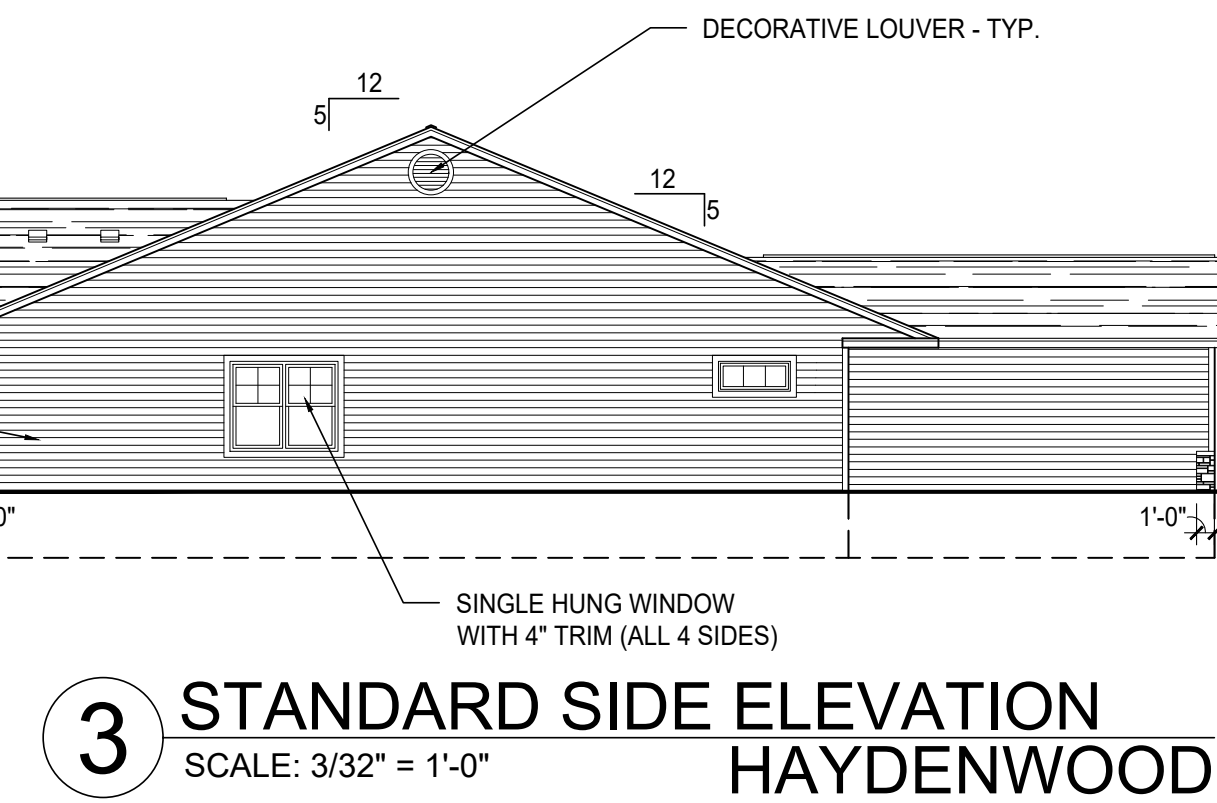 DECORATIVE LOUVER - TYP.
12
5
12
5
0"
1'-0"
SINGLE HUNG WINDOW
WITH 4" TRIM (ALL 4 SIDES)
3
STANDARD SIDE ELEVATION
SCALE: 3/32" = 1'-0"
HAYDENWOOD